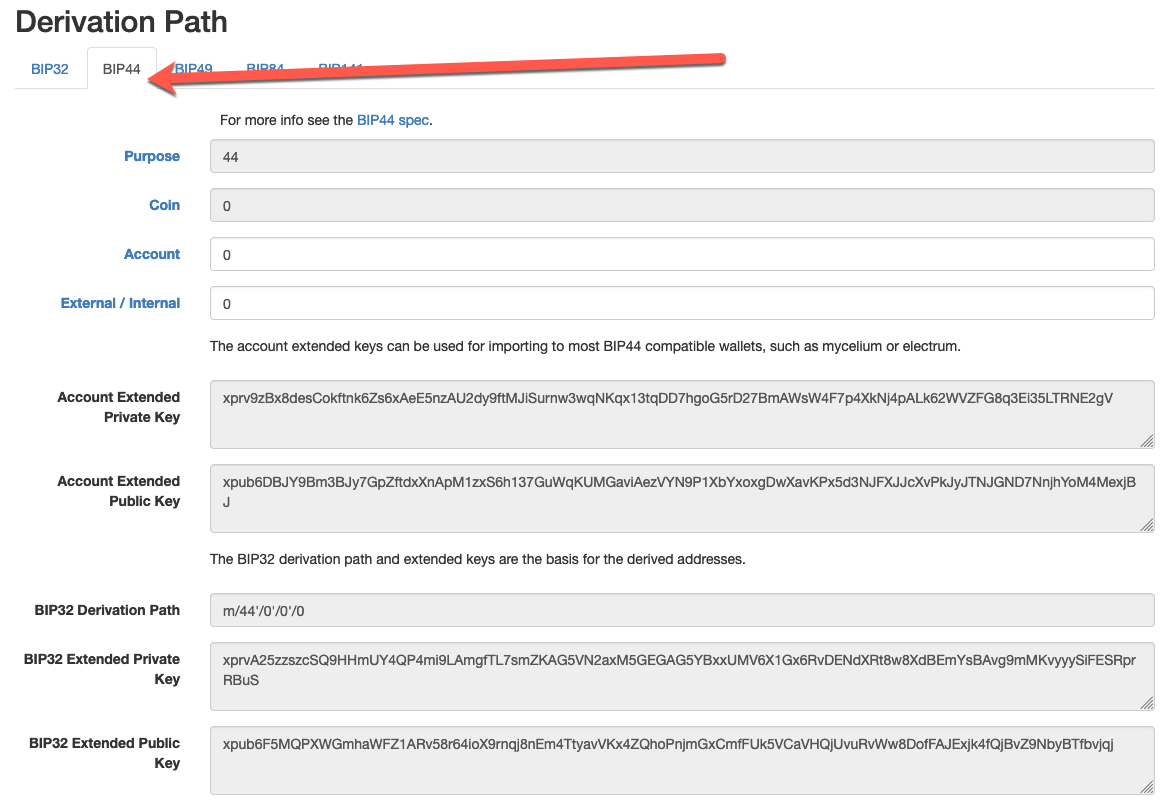 Derivation Path
BIP32 BIP44 BIP49 BIP84 BIP141
For more info see the BIP44 spec.
Purpose 44
Coin 0
Account 0
External / Internal 0
The account extended keys can be used for importing to most BIP44 compatible wallets, such as mycelium or electrum.
Account Extended
Private Key
xprv9zBx8desCokftnk6Zs6xAeE5nzAU2dy9ftMJiSurnw3wqNKqx13tqDD7hgoG5rD27BmAWsW4F7p4XkNj4pALk62WVZFG8q3Ei35LTRNE2gV
Account Extended
Public Key
xpub6DBJY9Bm3BJy7GpZftdxXnApM1zxS6h137GuWqKUMGaviAezVYN9P1XbYxoxgDwXavKPx5d3NJFXJJcXvPkJyJTNJGND7NnjhYoM4MexjB
J
The BIP32 derivation path and extended keys are the basis for the derived addresses.
BIP32 Derivation Path m/44'/0'/0'/0
BIP32 Extended Private
Key
xprvA25zzszcSQ9HHmUY4QP4mi9LAmgfTL7smZKAG5VN2axM5GEGAG5YBxxUMV6X1Gx6RvDENdXRt8w8XdBEmYsBAvg9mMKvyyySiFESRpr
RBuS
BIP32 Extended Public
Key
xpub6F5MQPXWGmhaWFZ1ARv58r64ioX9rnqj8nEm4TtyavVKx4ZQhoPnjmGxCmfFUk5VCaVHQjUvuRvWw8DofFAJExjk4fQjBvZ9NbyBTfbvjqj